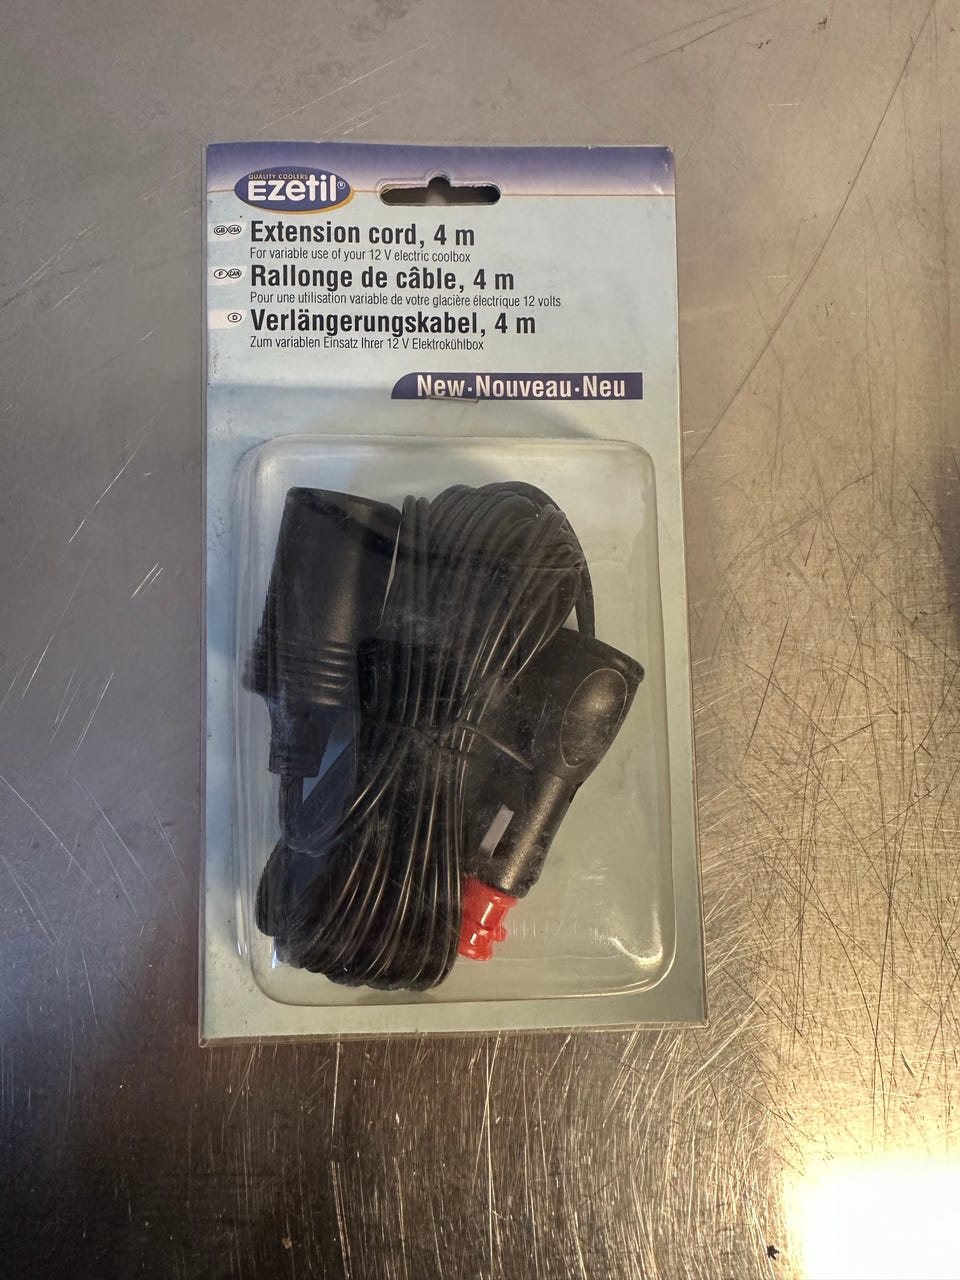 QUALITY COOLERS
EZetil®
GB USA
Extension cord, 4 m
For variable use of your 12 V electric coolbox
F CAN
Rallonge de câble, 4 m
Pour une utilisation variable de votre glacière électrique 12 volts
D
Verlängerungskabel, 4 m
Zum variablen Einsatz Ihrer 12 V Elektrokühlbox
New·Nouveau·Neu